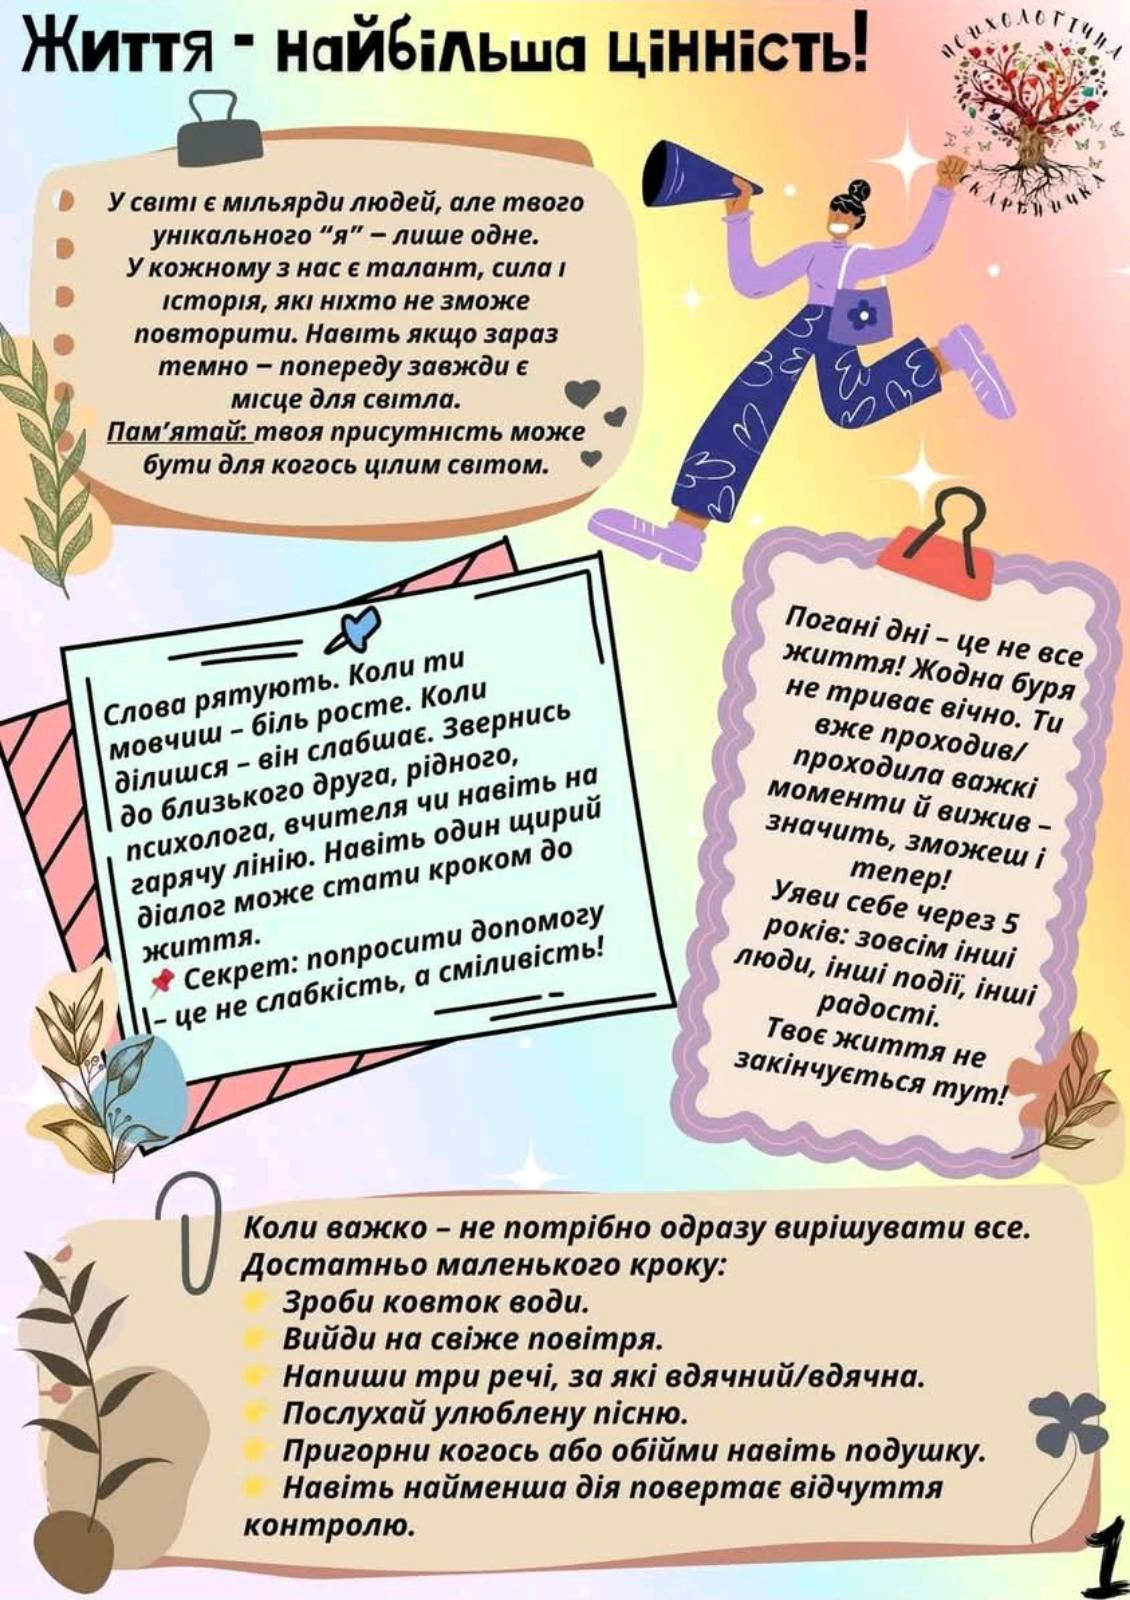 Життя - найбільша цінність!
ПСИХОЛОГІЧНА
СКАРБНИЧКА
У світі є мільярди людей, але твого
унікального “я” – лише одне.
У кожному з нас є талант, сила і
історія, які ніхто не зможе
повторити. Навіть якщо зараз
темно – попереду завжди є
місце для світла.
Пам’ятай: твоя присутність може
бути для когось цілим світом.
Слова рятують. Коли ти
мовчиш – біль росте. Коли
ділишся – він слабшає. Звернись
до близького друга, рідного,
психолога, вчителя чи навіть на
гарячу лінію. Навіть один щирий
діалог може стати кроком до
життя.
📌 Секрет: попросити допомогу
– це не слабкість, а сміливість!
Погані дні – це не все
життя! Жодна буря
не триває вічно. Ти
вже проходив/
проходила важкі
моменти й вижив –
значить, зможеш і
тепер!
Уяви себе через 5
років: зовсім інші
люди, інші події, інші
радості.
Твоє життя не
закінчується тут!
Коли важко – не потрібно одразу вирішувати все.
Достатньо маленького кроку:
👉 Зроби ковток води.
👉 Вийди на свіже повітря.
👉 Напиши три речі, за які вдячний/вдячна.
👉 Послухай улюблену пісню.
👉 Пригорни когось або обійми навіть подушку.
👉 Навіть найменша дія повертає відчуття
контролю.
1